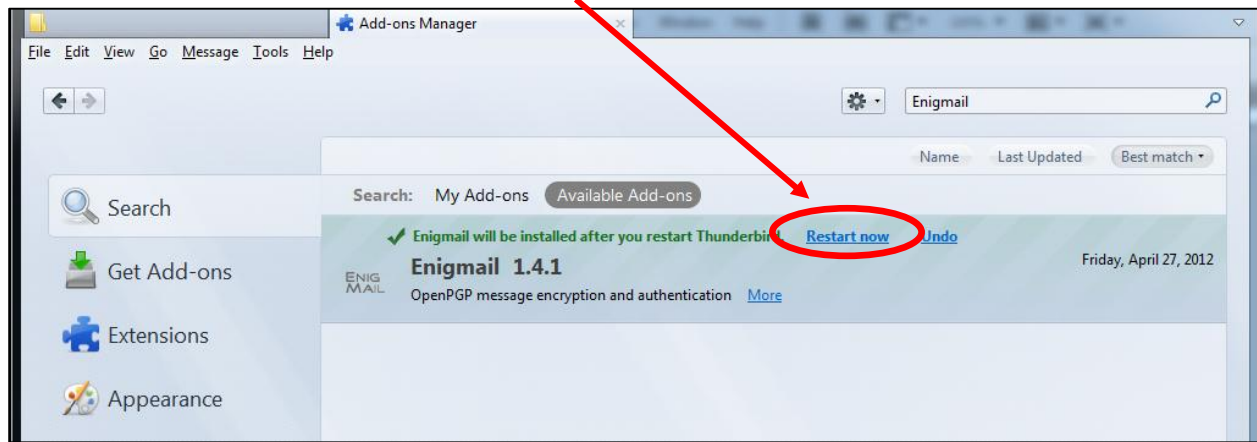 Add-ons Manager
File Edit View Go Message Tools Help
Enigmail
Name Last Updated Best match
Search
Search: My Add-ons Available Add-ons
Enigmail will be installed after you restart Thunderbird. Restart now Undo
Get Add-ons
ENIG
MAIL
Enigmail 1.4.1
Friday, April 27, 2012
OpenPGP message encryption and authentication More
Extensions
Appearance